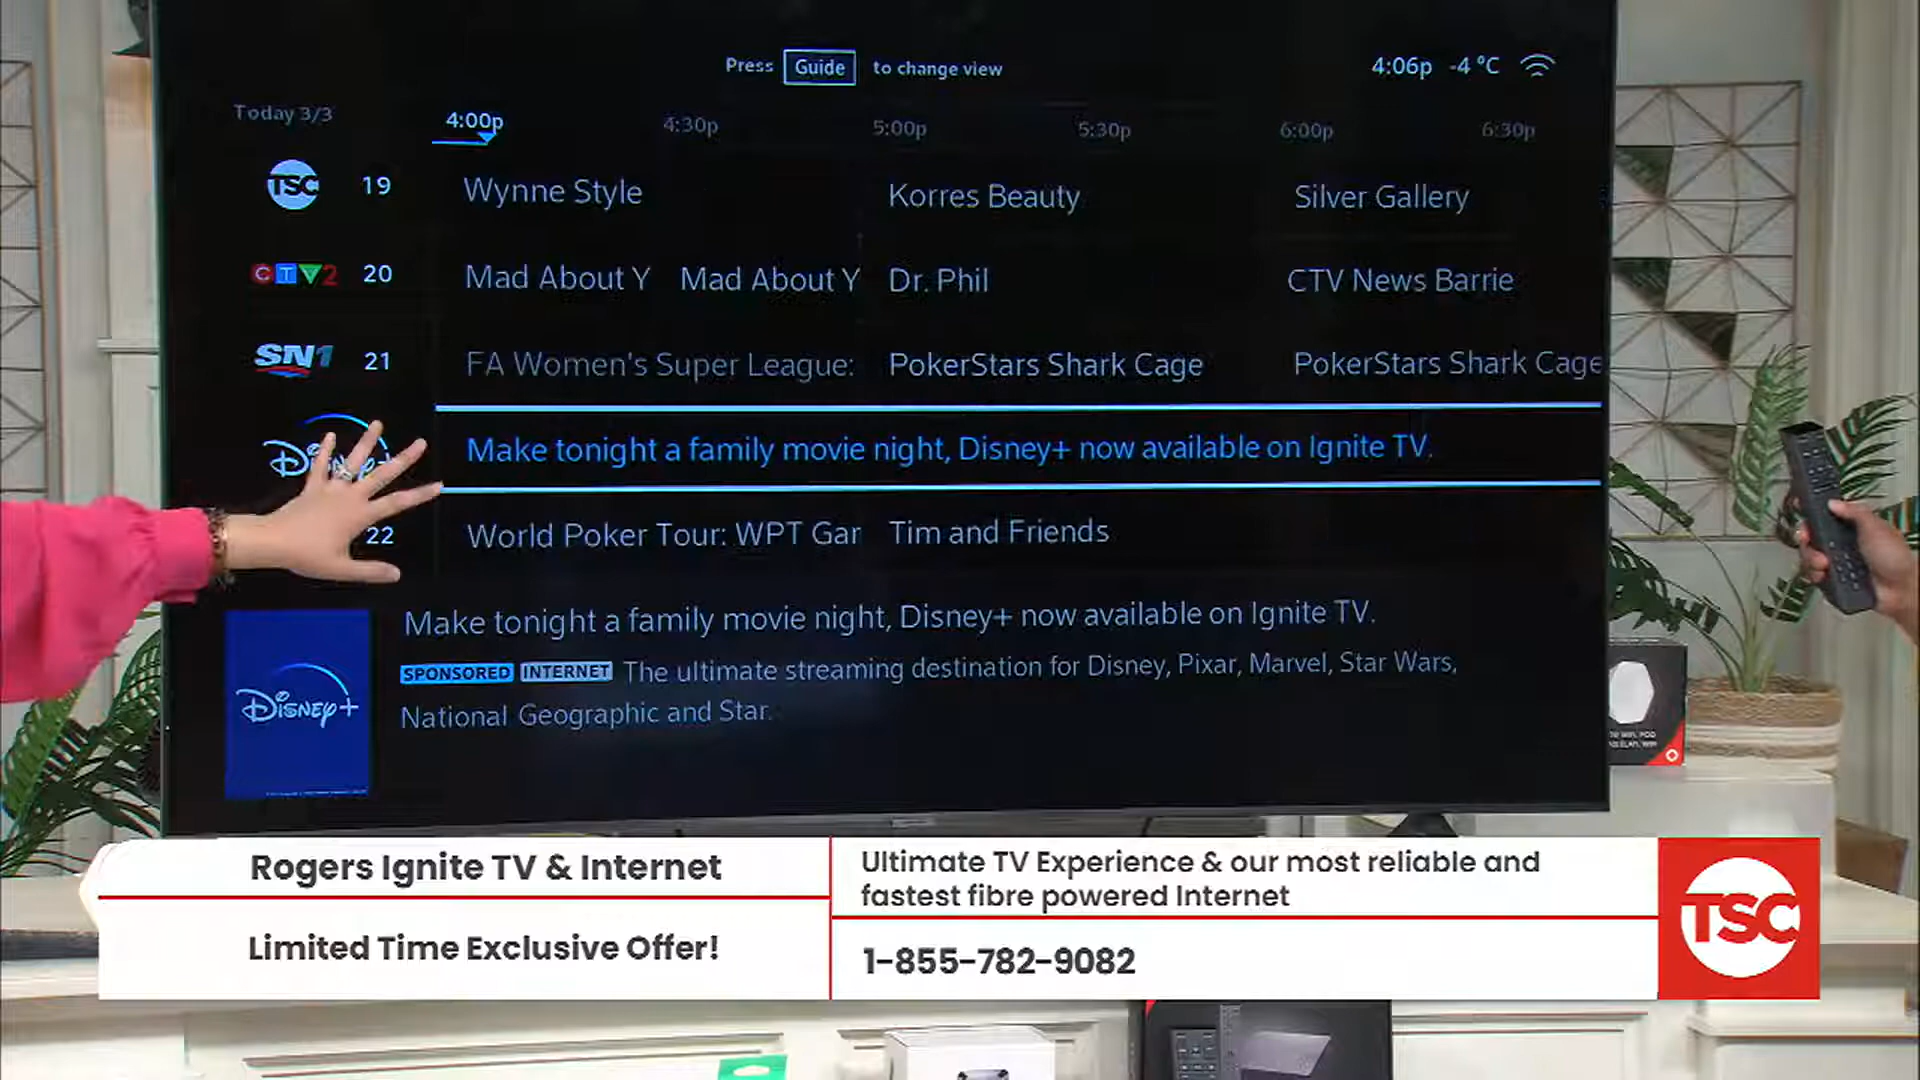 Press Guide to change view
4:06p -4 °C
Today 3/3
4:00p 4:30p 5:00p 5:30p 6:00p 6:30p
TSC 19 Wynne Style Korres Beauty Silver Gallery
CTV2 20 Mad About Y Mad About Y Dr. Phil CTV News Barrie
SN1 21 FA Women's Super League: PokerStars Shark Cage PokerStars Shark Cage
Disney+ Make tonight a family movie night, Disney+ now available on Ignite TV.
22 World Poker Tour: WPT Gar Tim and Friends
Make tonight a family movie night, Disney+ now available on Ignite TV.
SPONSORED INTERNET The ultimate streaming destination for Disney, Pixar, Marvel, Star Wars,
National Geographic and Star.
Disney+
Rogers Ignite TV & Internet
Limited Time Exclusive Offer!
Ultimate TV Experience & our most reliable and
fastest fibre powered Internet
1-855-782-9082
TSC